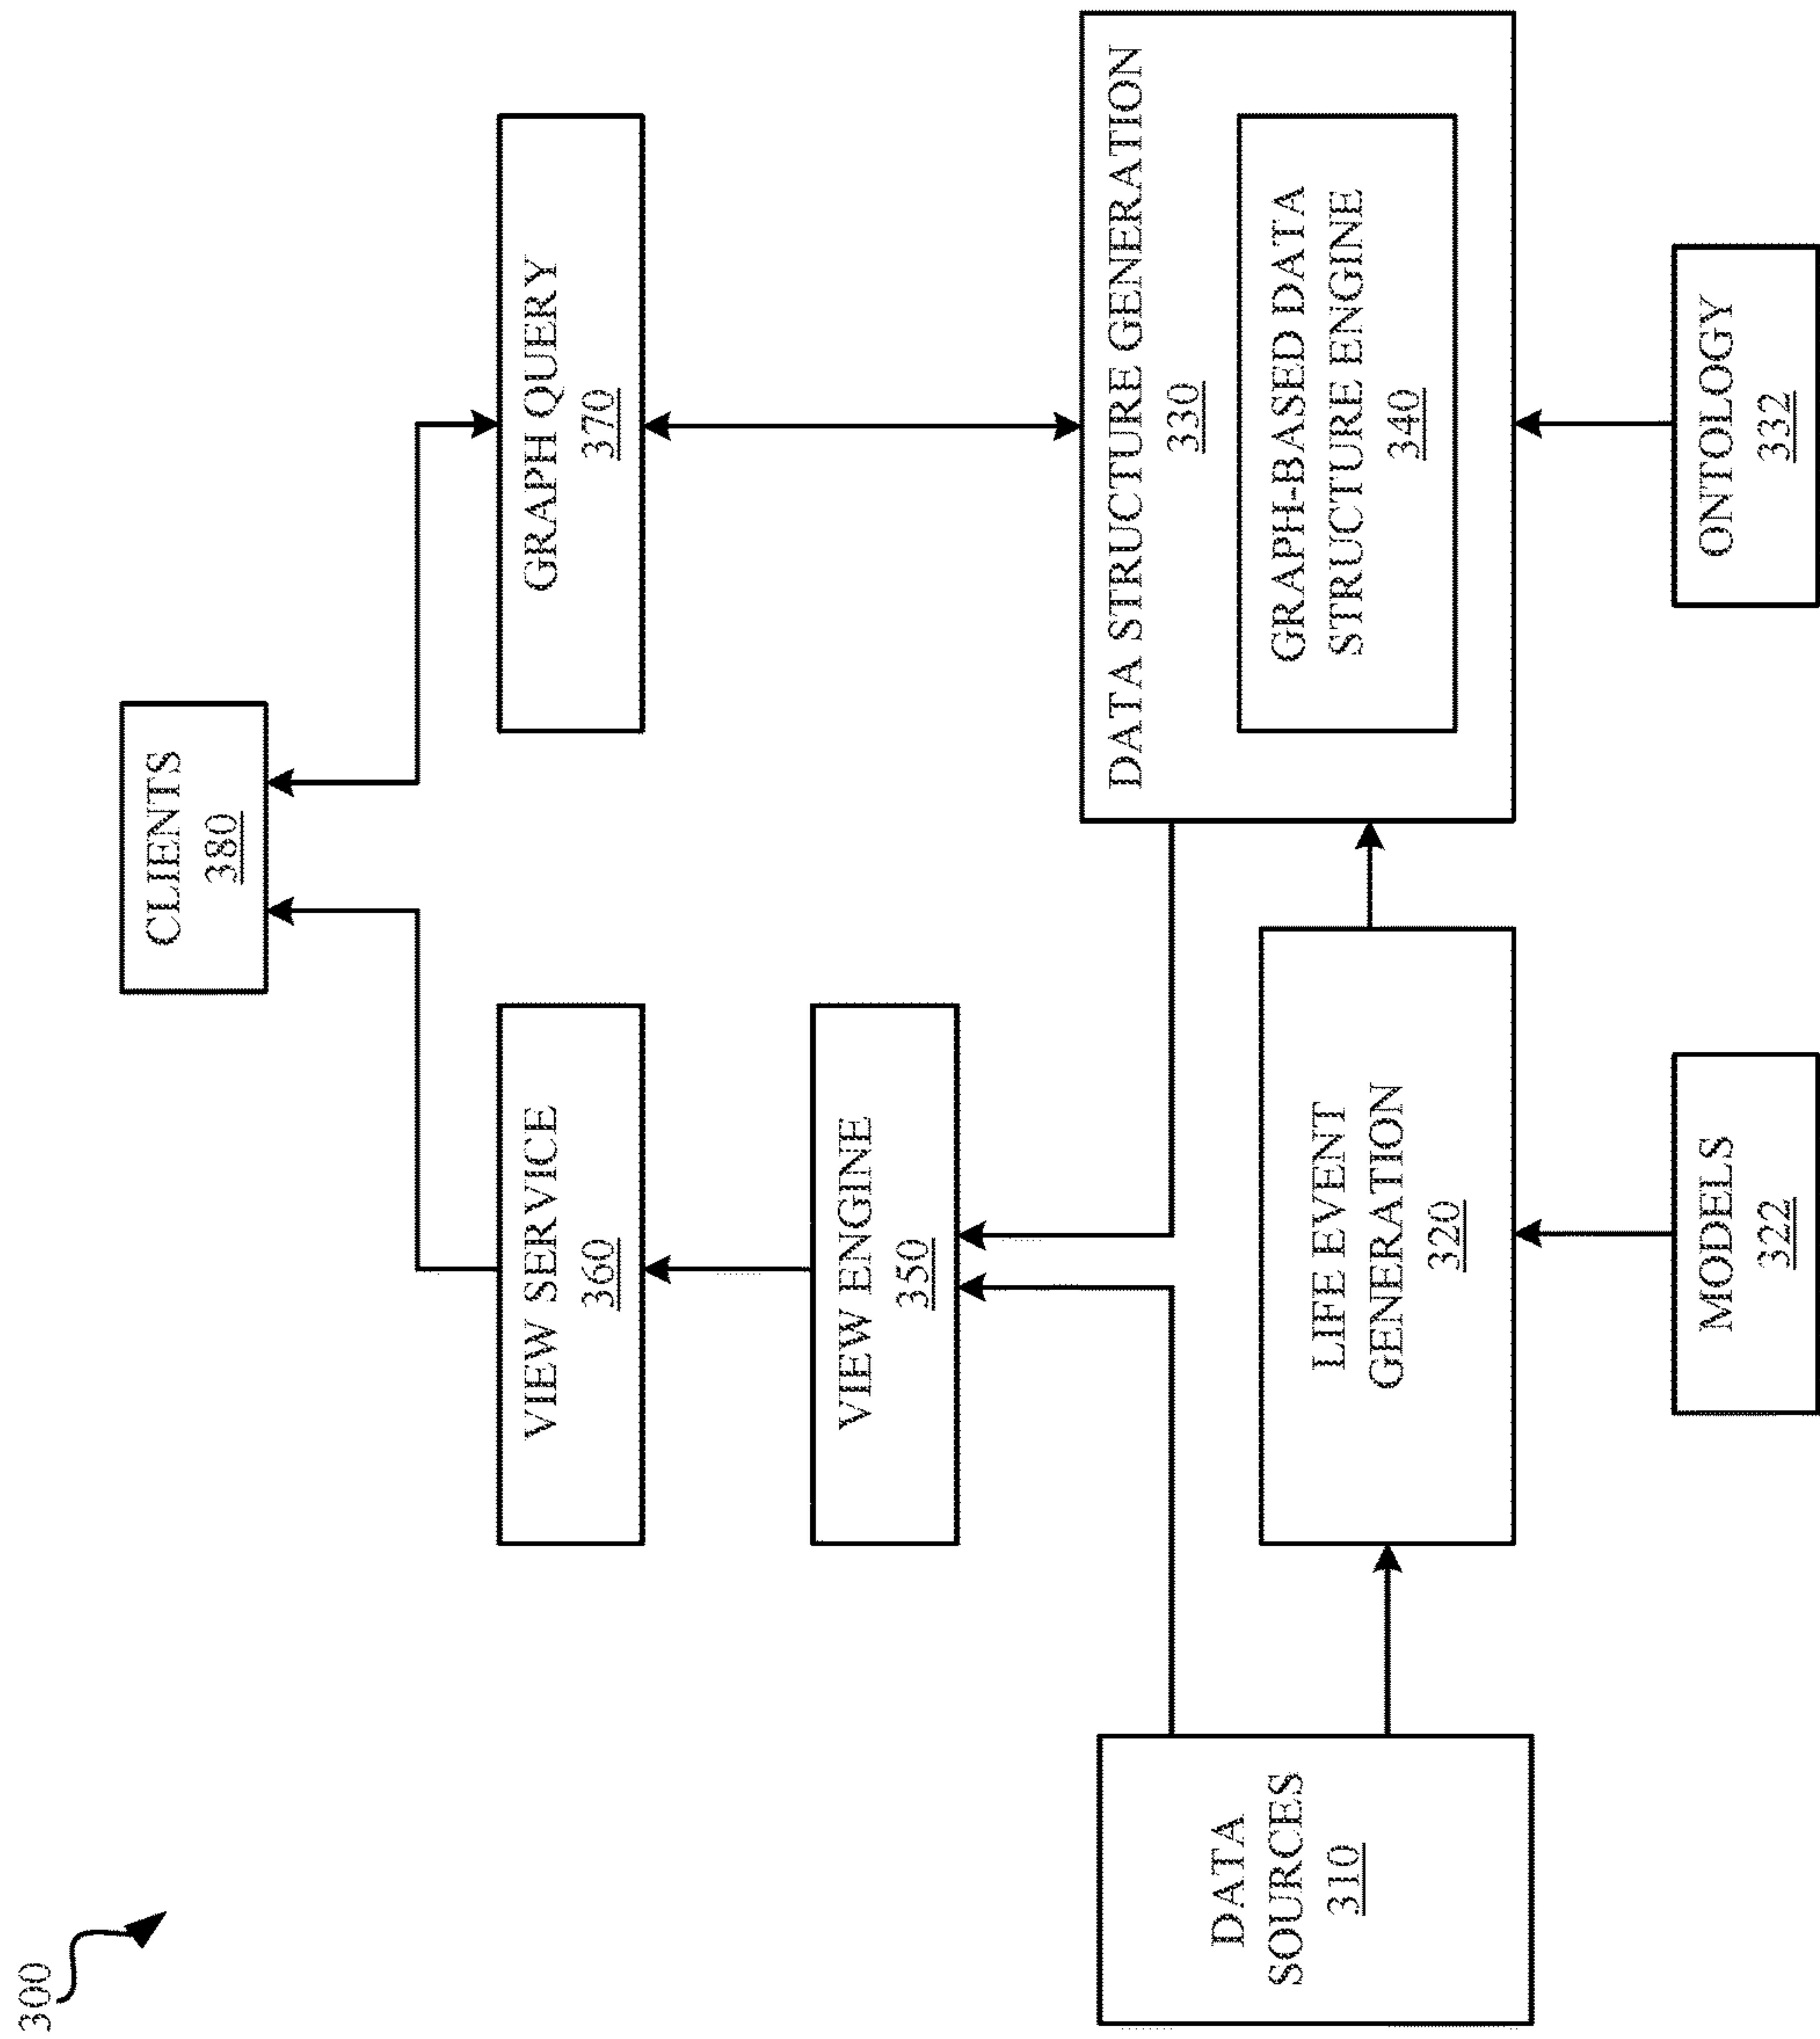 300
CLIENTS
380
VIEW SERVICE
360
GRAPH QUERY
370
VIEW ENGINE
350
DATA
SOURCES
310
LIFE EVENT
GENERATION
320
DATA STRUCTURE GENERATION
330
GRAPH-BASED DATA
STRUCTURE ENGINE
340
MODELS
322
ONTOLOGY
332